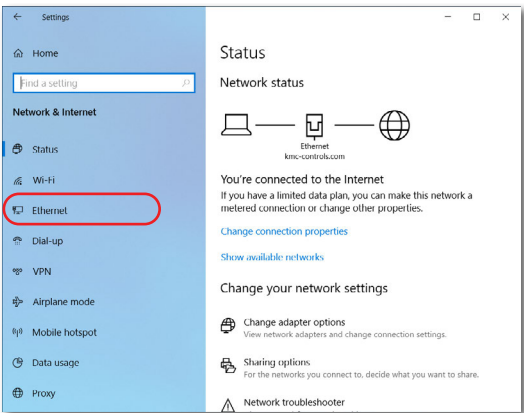 Settings
Home
Find a setting
Network & Internet
Status
Wi-Fi
Ethernet
Dial-up
VPN
Airplane mode
Mobile hotspot
Data usage
Proxy
Status
Network status
Ethernet
kmc-controls.com
You're connected to the Internet
If you have a limited data plan, you can make this network a
metered connection or change other properties.
Change connection properties
Show available networks
Change your network settings
Change adapter options
View network adapters and change connection settings.
Sharing options
For the networks you connect to, decide what you want to share.
Network troubleshooter